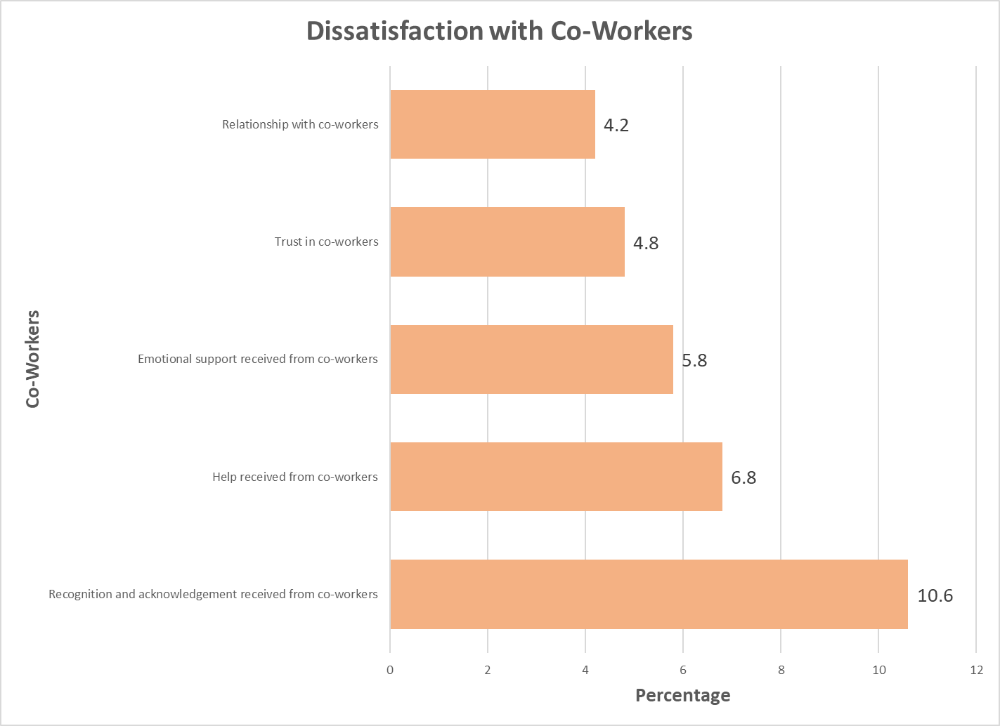 Dissatisfaction with Co-Workers
Relationship with co-workers
4.2
Trust in co-workers
4.8
Emotional support received from co-workers
5.8
Help received from co-workers
6.8
Recognition and acknowledgement received from co-workers
10.6
Co-Workers
0 2 4 6 8 10 12
Percentage